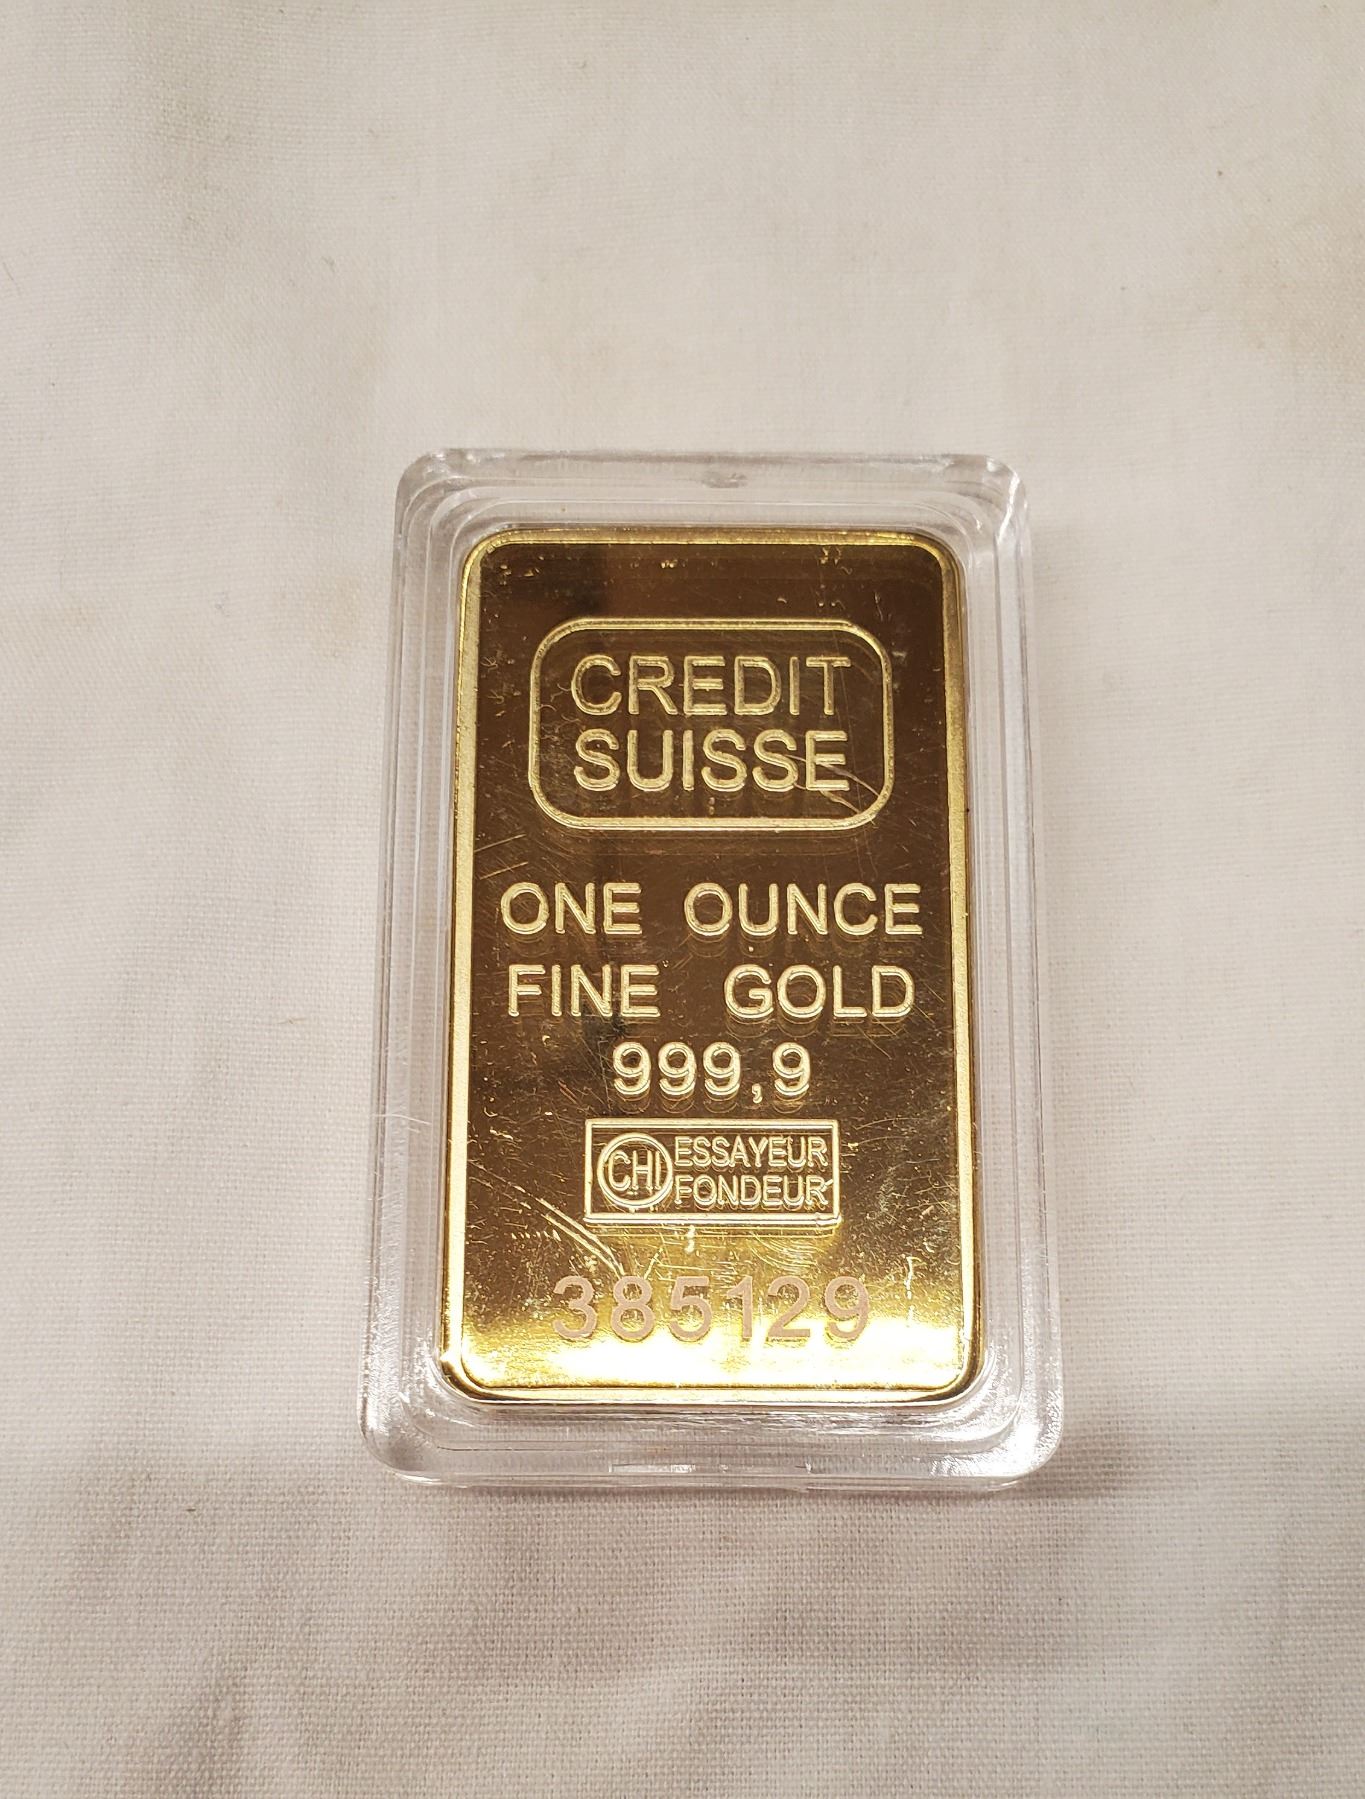 CREDIT
SUISSE
ONE OUNCE
FINE GOLD
999,9
CHI ESSAYEUR
FONDEUR
385129